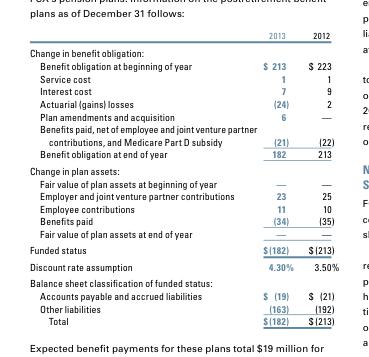 plans as of December 31 follows:
2013 2012
Change in benefit obligation:
Benefit obligation at beginning of year $ 213 $ 223
Service cost 1 1
Interest cost 7 9
Actuarial (gains) losses (24) 2
Plan amendments and acquisition 6 —
Benefits paid, net of employee and joint venture partner
contributions, and Medicare Part D subsidy (21) (22)
Benefit obligation at end of year 182 213
Change in plan assets:
Fair value of plan assets at beginning of year — —
Employer and joint venture partner contributions 23 25
Employee contributions 11 10
Benefits paid (34) (35)
Fair value of plan assets at end of year — —
Funded status $(182) $(213)
Discount rate assumption 4.30% 3.50%
Balance sheet classification of funded status:
Accounts payable and accrued liabilities $ (19) $ (21)
Other liabilities (163) (192)
Total $(182) $(213)
Expected benefit payments for these plans total $19 million for